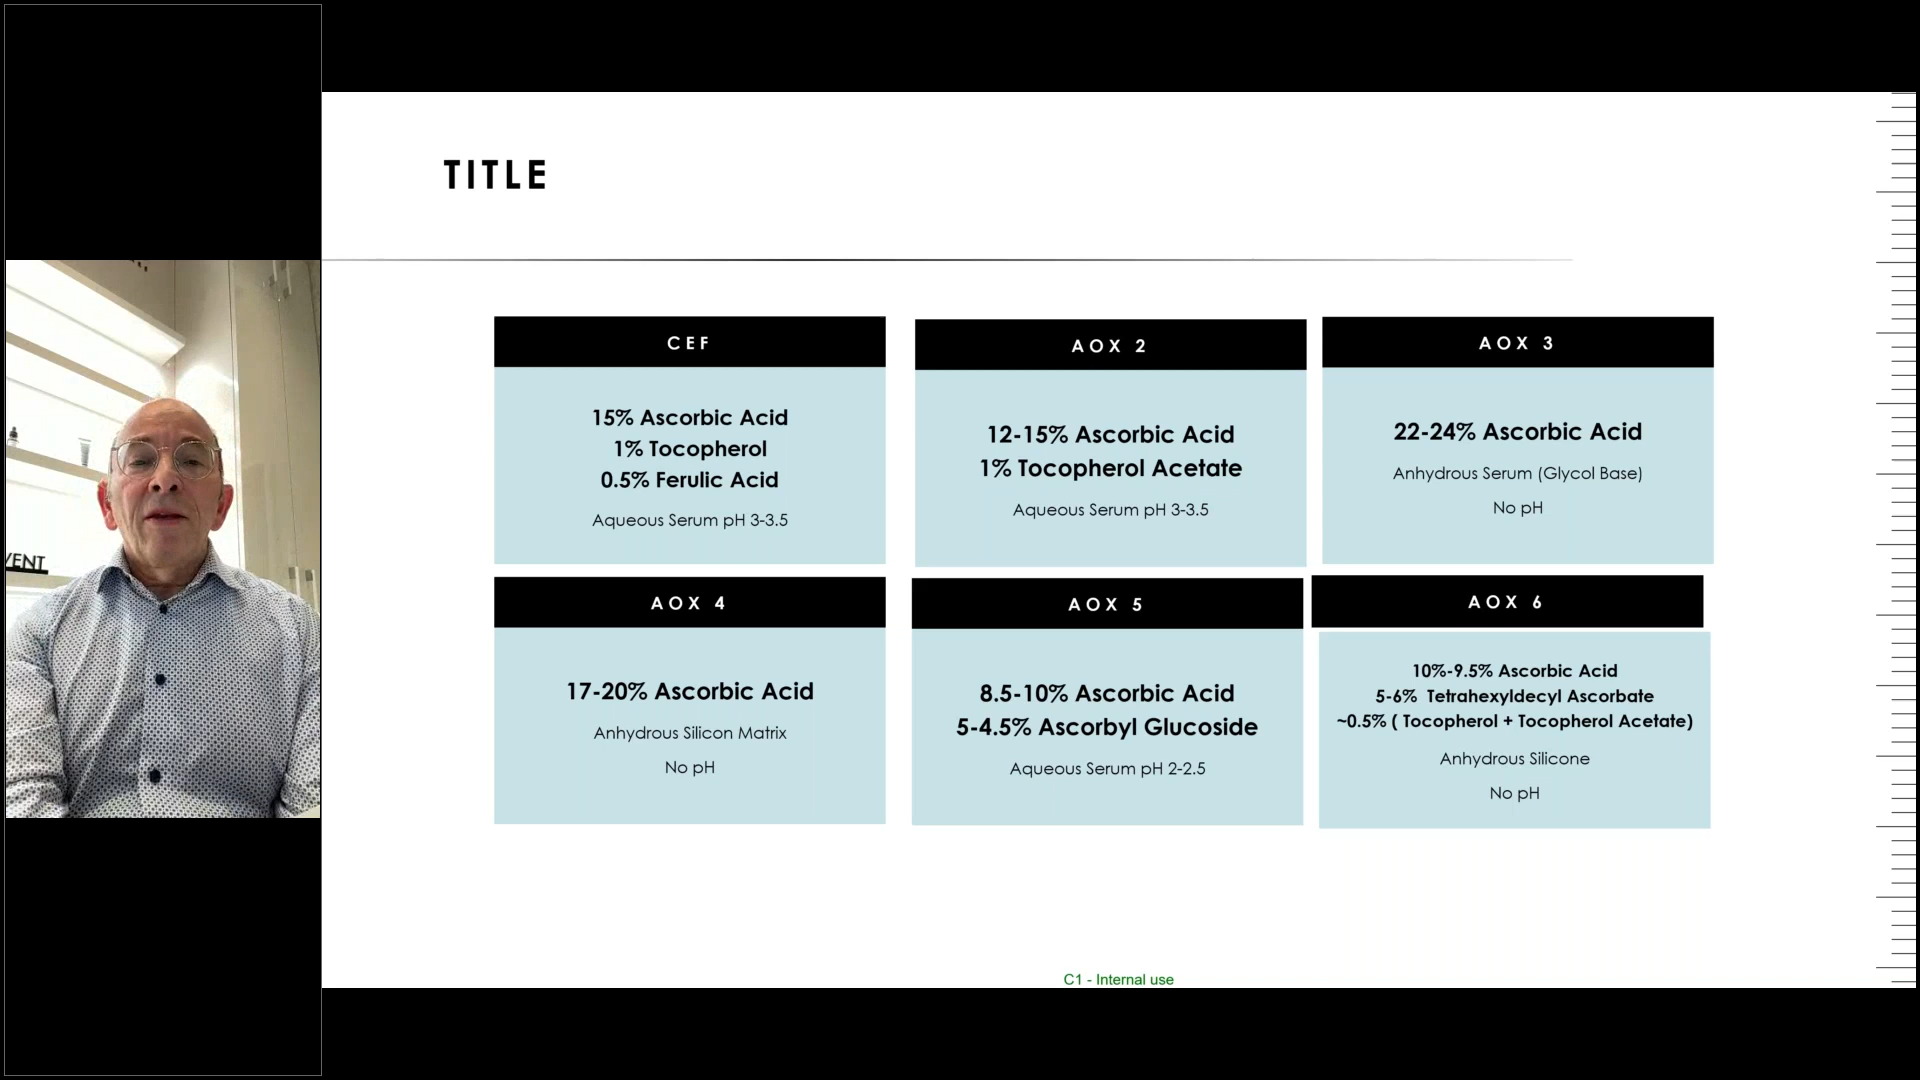 TITLE
CEF
15% Ascorbic Acid
1% Tocopherol
0.5% Ferulic Acid
Aqueous Serum pH 3-3.5
AOX 2
12-15% Ascorbic Acid
1% Tocopherol Acetate
Aqueous Serum pH 3-3.5
AOX 3
22-24% Ascorbic Acid
Anhydrous Serum (Glycol Base)
No pH
AOX 4
17-20% Ascorbic Acid
Anhydrous Silicon Matrix
No pH
AOX 5
8.5-10% Ascorbic Acid
5-4.5% Ascorbyl Glucoside
Aqueous Serum pH 2-2.5
AOX 6
10%-9.5% Ascorbic Acid
5-6% Tetrahexyldecyl Ascorbate
~0.5% ( Tocopherol + Tocopherol Acetate)
Anhydrous Silicone
No pH
VENT
C1 - Internal use